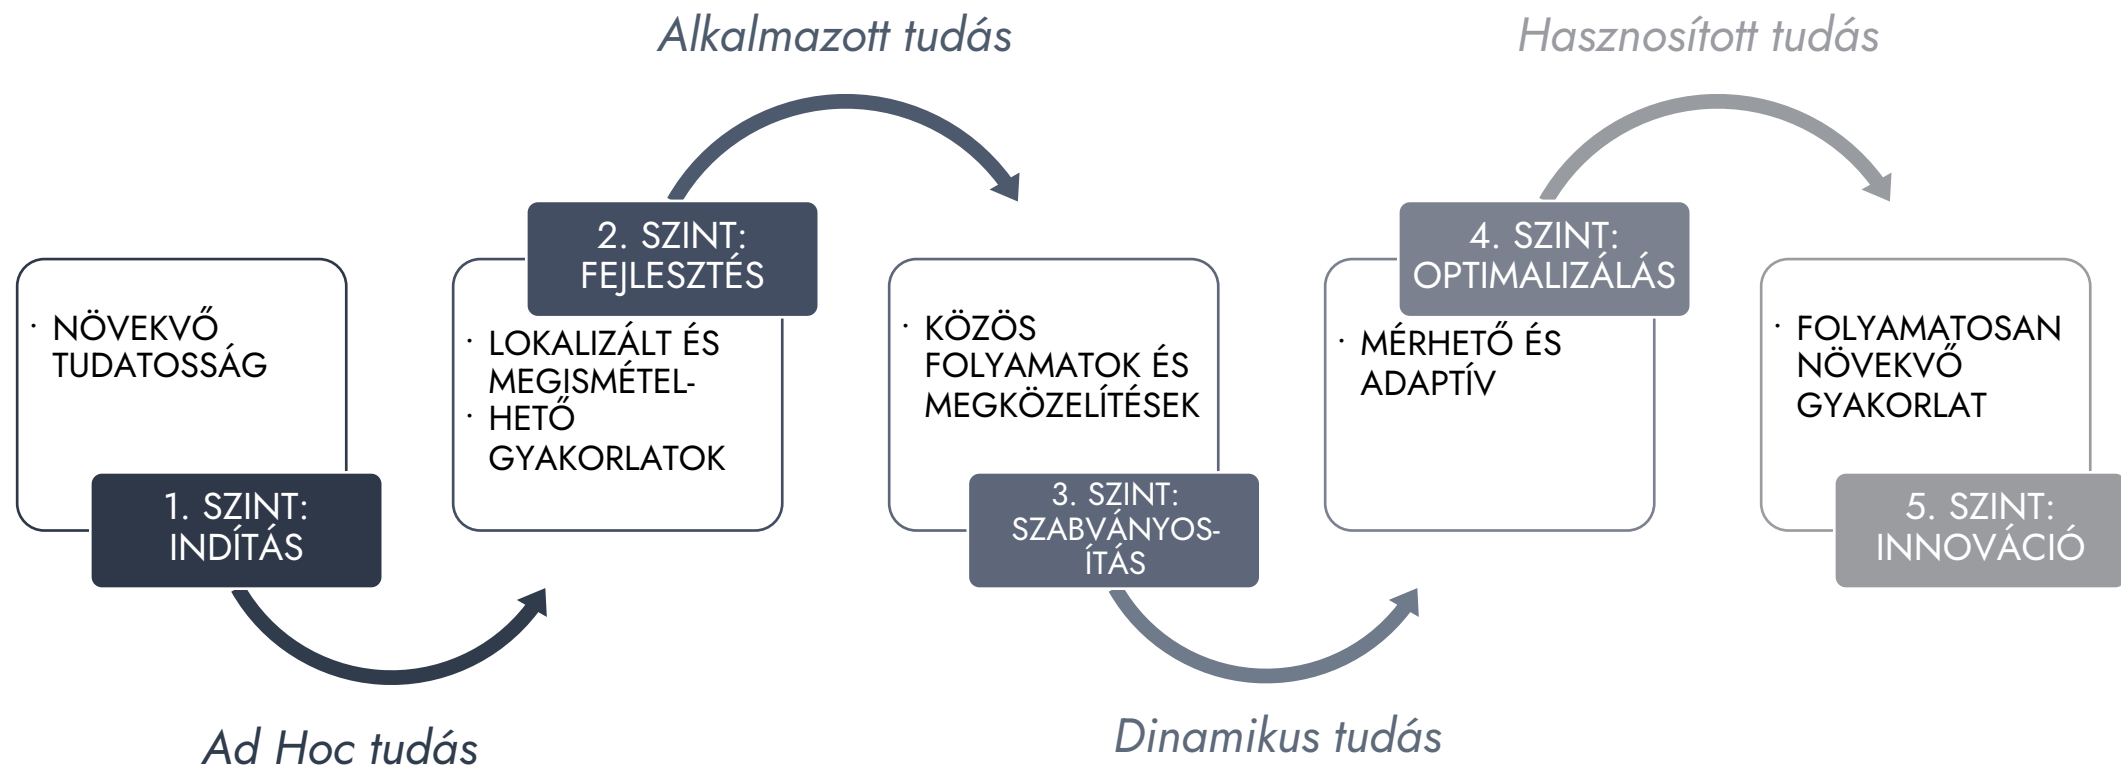 Alkalmazott tudás
Hasznosított tudás
· NÖVEKVŐ
TUDATOSSÁG
1. SZINT:
INDÍTÁS
2. SZINT:
FEJLESZTÉS
· LOKALIZÁLT ÉS
MEGISMÉTEL-
· HETŐ
GYAKORLATOK
· KÖZÖS
FOLYAMATOK ÉS
MEGKÖZELÍTÉSEK
3. SZINT:
SZABVÁNYOS-
ÍTÁS
4. SZINT:
OPTIMALIZÁLÁS
· MÉRHETŐ ÉS
ADAPTÍV
· FOLYAMATOSAN
NÖVEKVŐ
GYAKORLAT
5. SZINT:
INNOVÁCIÓ
Ad Hoc tudás
Dinamikus tudás